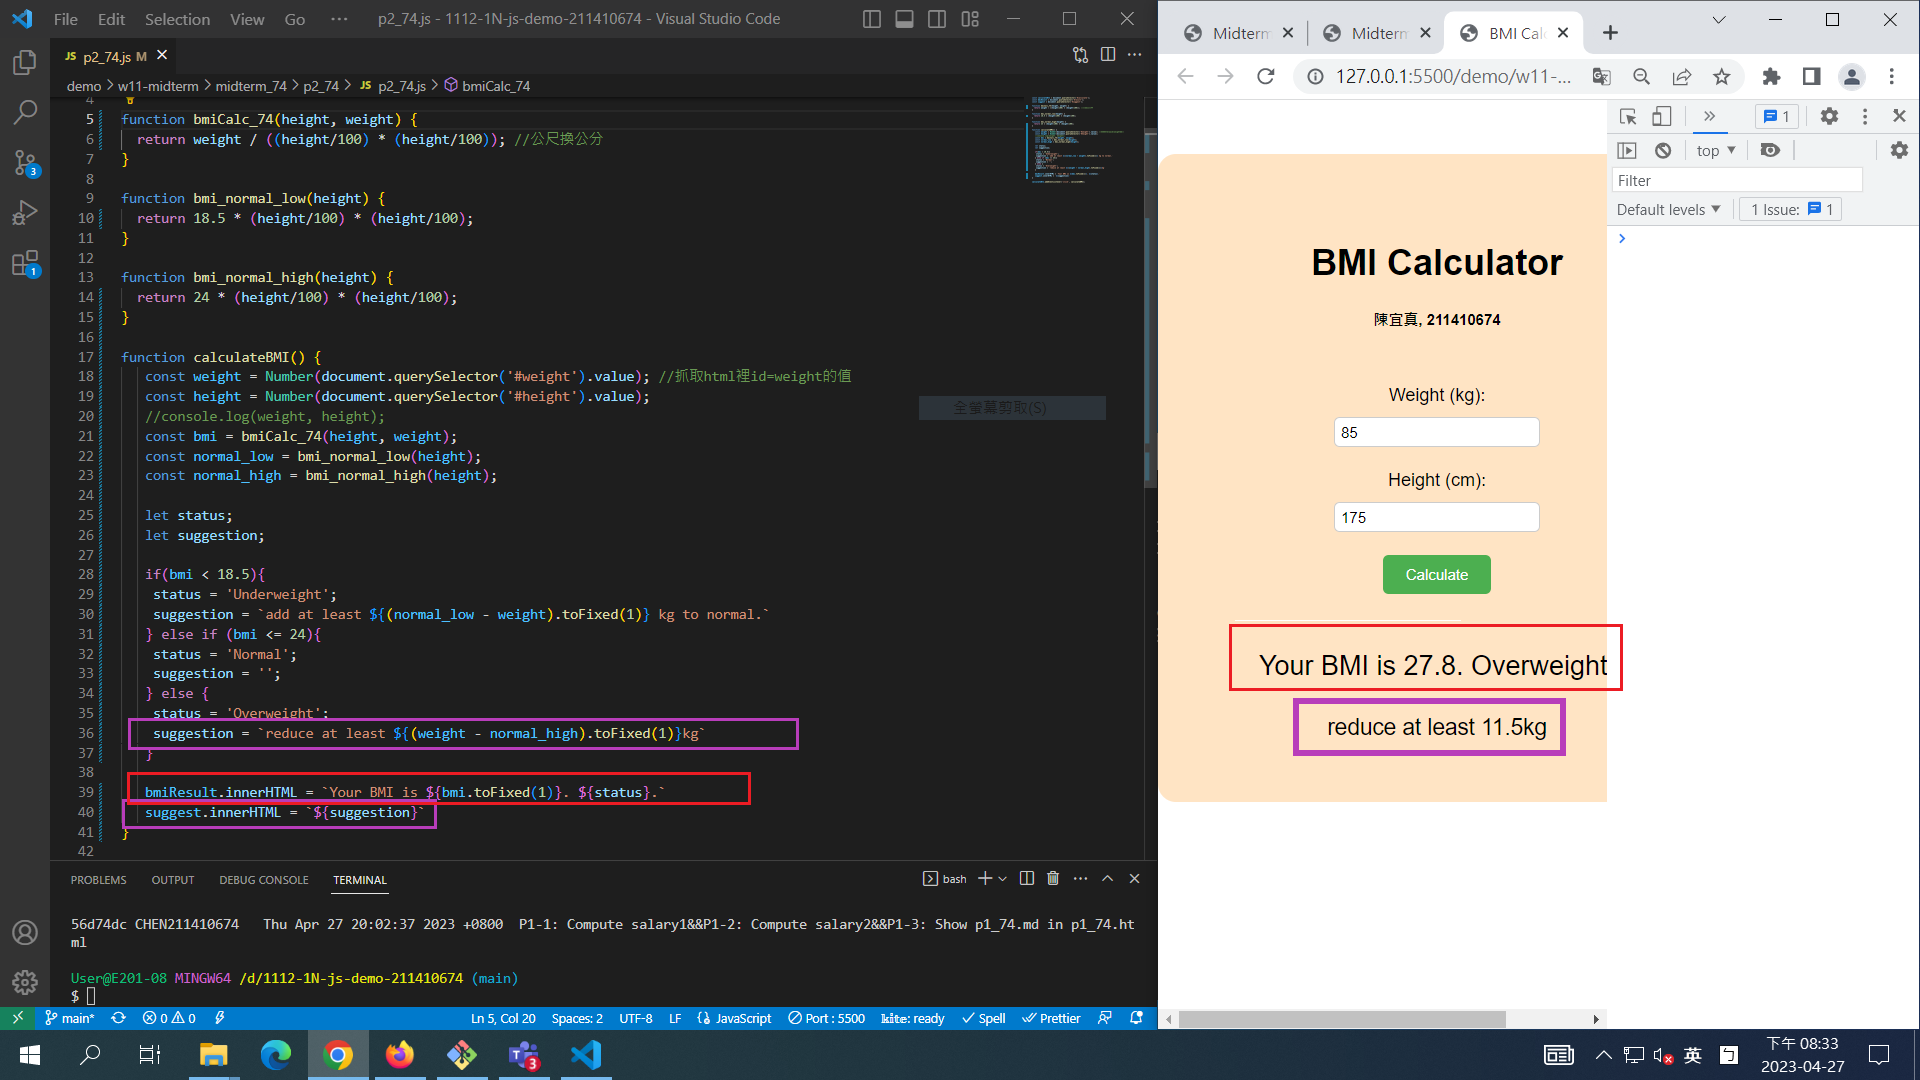 File Edit Selection View Go ··· p2_74.js - 1112-1N-js-demo-211410674 - Visual Studio Code
JS p2_74.js M
demo > w11-midterm > midterm_74 > p2_74 > JS p2_74.js > bmiCalc_74
4
5 function bmiCalc_74(height, weight) {
6 return weight / ((height/100) * (height/100)); //公尺換公分
7 }
8
9 function bmi_normal_low(height) {
10 return 18.5 * (height/100) * (height/100);
11 }
12
13 function bmi_normal_high(height) {
14 return 24 * (height/100) * (height/100);
15 }
16
17 function calculateBMI() {
18 const weight = Number(document.querySelector('#weight').value); //抓取html裡id=weight的值
19 const height = Number(document.querySelector('#height').value);
20 //console.log(weight, height);
全螢幕剪取(S)
21 const bmi = bmiCalc_74(height, weight);
22 const normal_low = bmi_normal_low(height);
23 const normal_high = bmi_normal_high(height);
24
25 let status;
26 let suggestion;
27
28 if(bmi < 18.5){
29 status = 'Underweight';
30 suggestion = `add at least ${(normal_low - weight).toFixed(1)} kg to normal.`
31 } else if (bmi <= 24){
32 status = 'Normal';
33 suggestion = '';
34 } else {
35 status = 'Overweight';
36 suggestion = `reduce at least ${(weight - normal_high).toFixed(1)}kg`
37 }
38
39 bmiResult.innerHTML = `Your BMI is ${bmi.toFixed(1)}. ${status}.`
40 suggest.innerHTML = `${suggestion}`
41 }
42
PROBLEMS OUTPUT DEBUG CONSOLE TERMINAL bash
56d74dc CHEN211410674 Thu Apr 27 20:02:37 2023 +0800 P1-1: Compute salary1&&P1-2: Compute salary2&&P1-3: Show p1_74.md in p1_74.ht
ml
User@E201-08 MINGW64 /d/1112-1N-js-demo-211410674 (main)
$
main* 0 0 Ln 5, Col 20 Spaces: 2 UTF-8 LF JavaScript Port : 5500 kite: ready Spell Prettier
3
1
Midterm Midterm BMI Cal
127.0.0.1:5500/demo/w11-...
1
top
Filter
Default levels 1 Issue: 1
BMI Calculator
陳宜真, 211410674
Weight (kg):
85
Height (cm):
175
Calculate
Your BMI is 27.8. Overweight
reduce at least 11.5kg
3
英
ㄅ
下午 08:33
2023-04-27